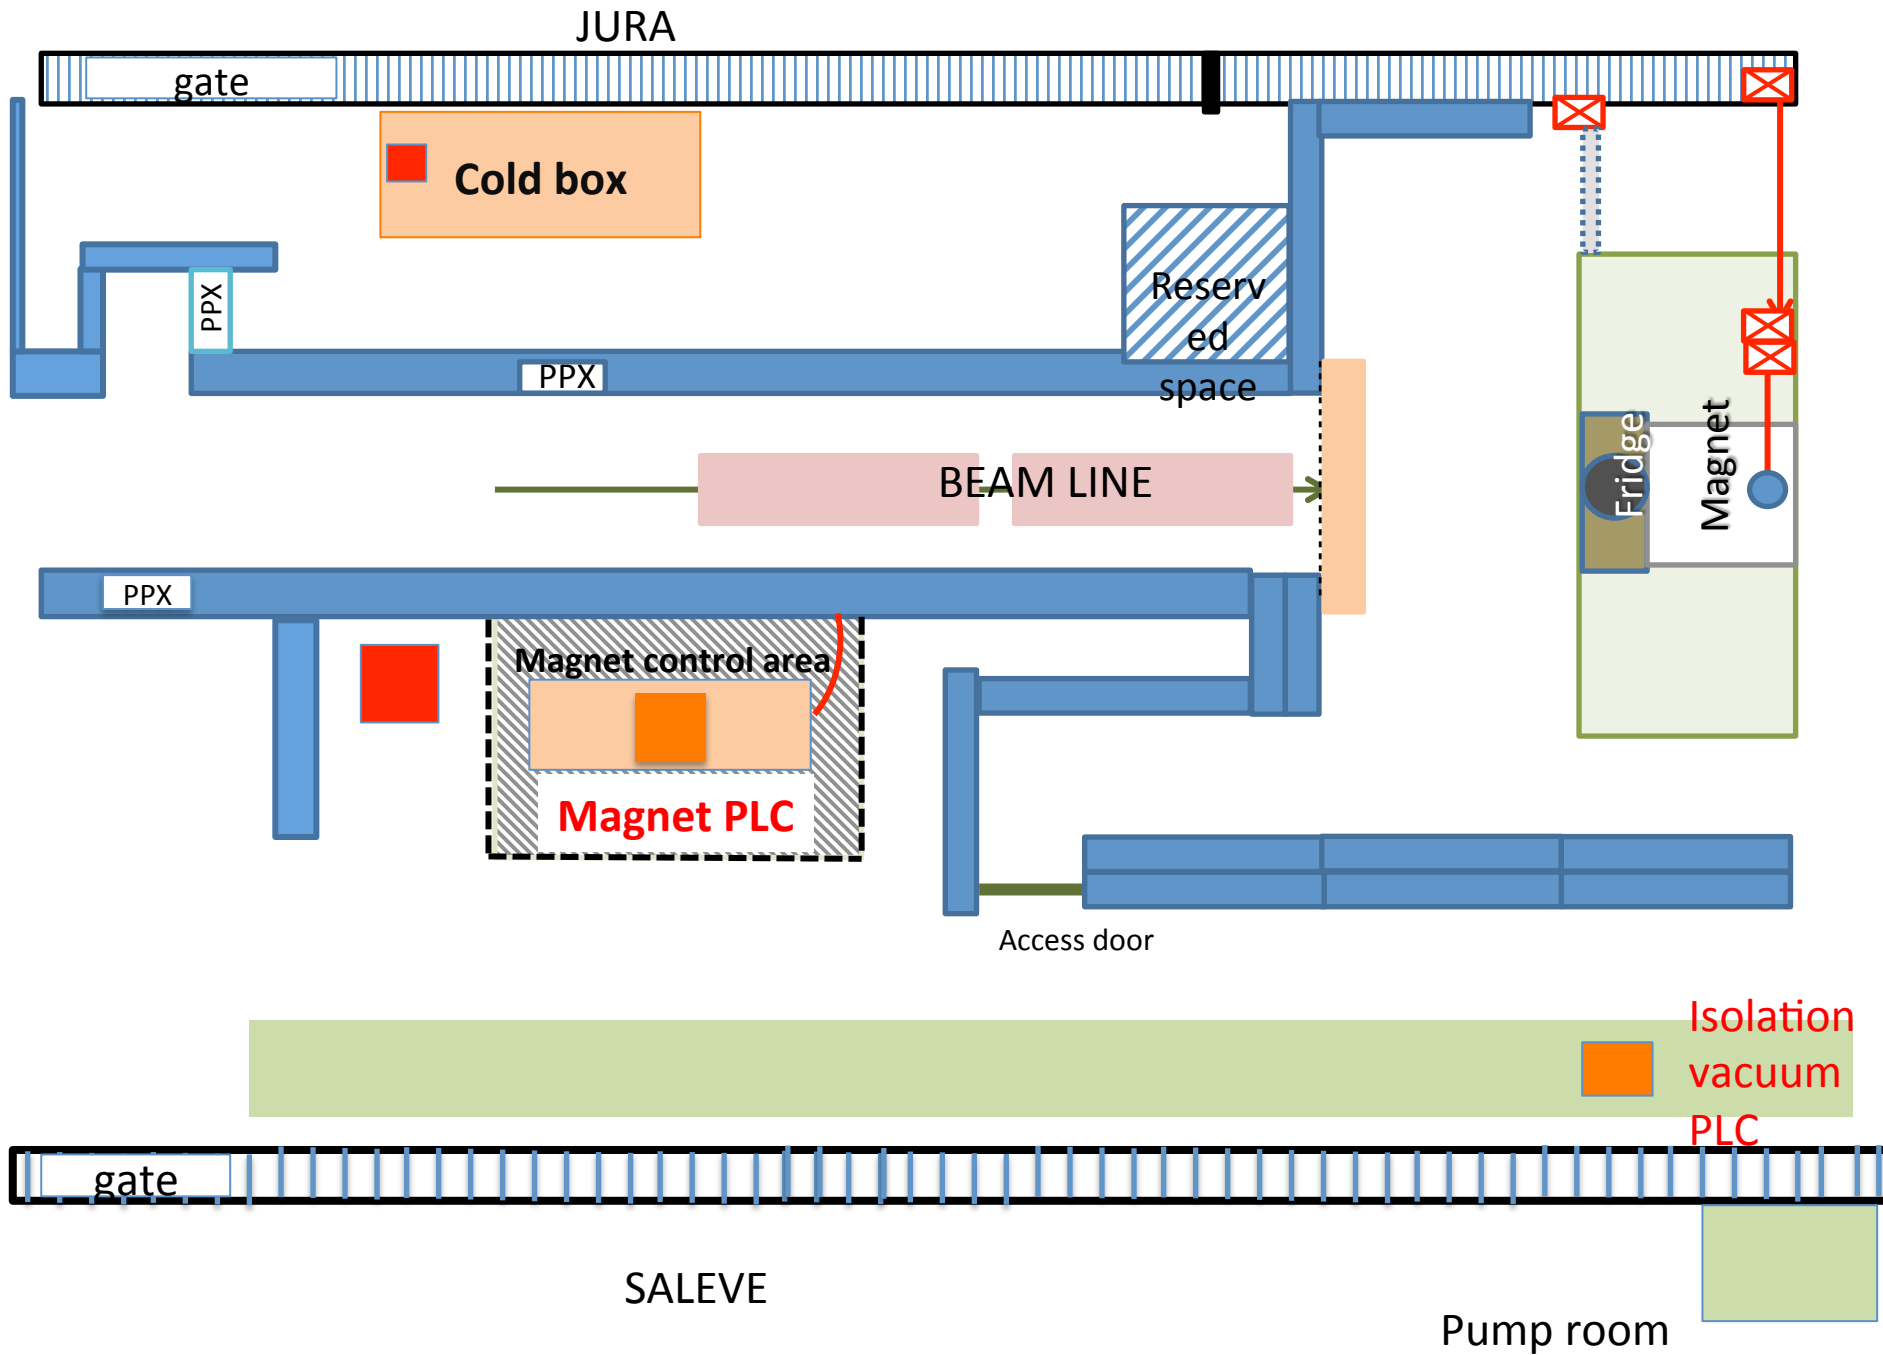 JURA
gate
Cold box
PPX
Reserv
ed
space
PPX
BEAM LINE
Fridge
Magnet
PPX
Magnet control area
Magnet PLC
Access door
Isolation
vacuum
PLC
gate
SALEVE
Pump room